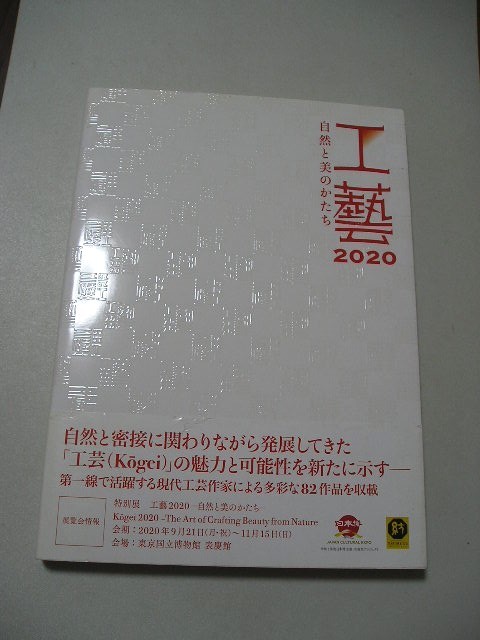 工藝
2020
自然と美のかたち
自然と密接に関わりながら発展してきた
「工芸(Kōgei)」の魅力と可能性を新たに示す―
第一線で活躍する現代工芸作家による多彩な82作品を収載
展覧会情報
特別展 工藝2020―自然と美のかたち―
Kōgei 2020 –The Art of Crafting Beauty from Nature
会期：2020年9月21日(月・祝)～11月15日(日)
会場：東京国立博物館 表慶館
日本博
JAPAN CULTURAL EXPO
紡